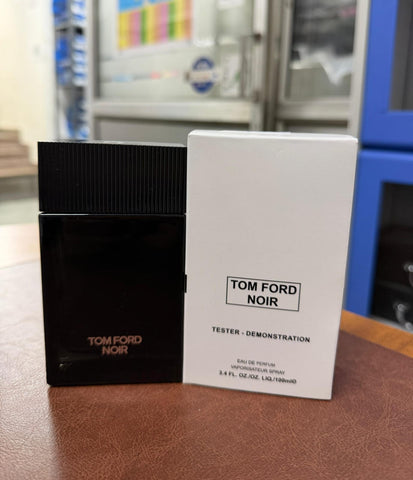 TOM FORD
NOIR
TOM FORD
NOIR
TESTER - DEMONSTRATION
EAU DE PARFUM
VAPORISATEUR SPRAY
3.4 FL. OZ./OZ. LIQ./100ml℮